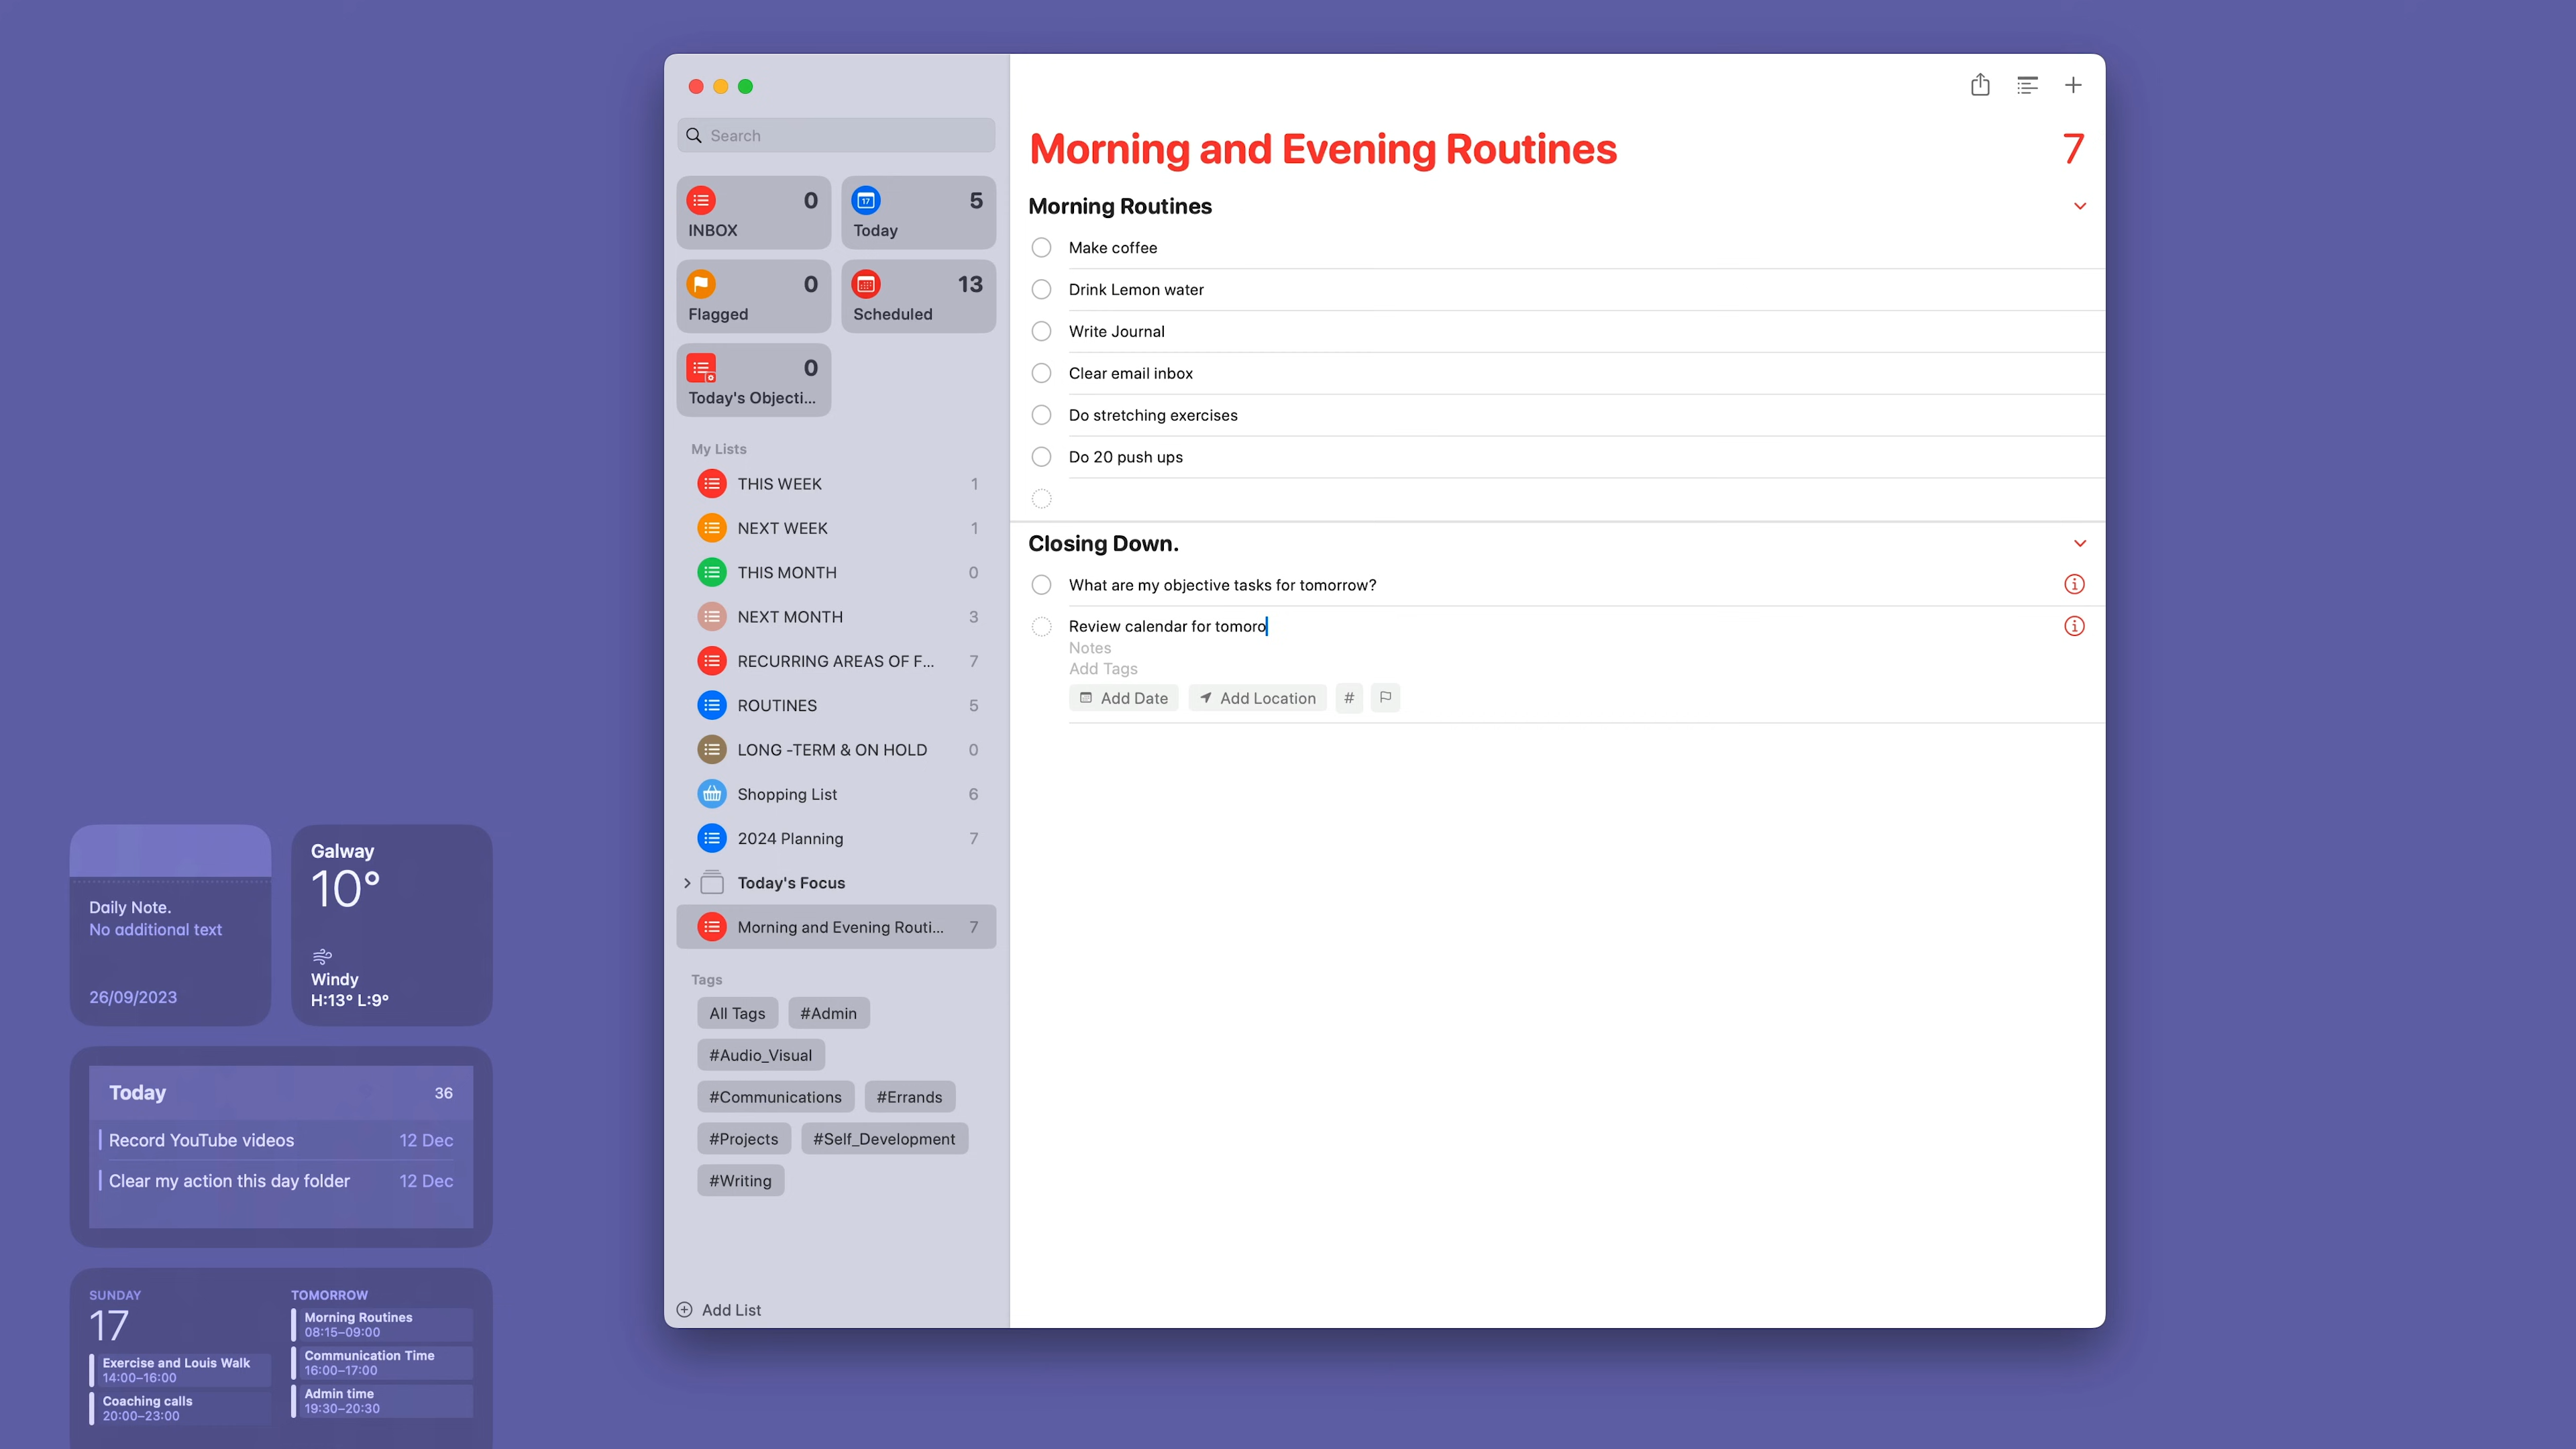 Search
INBOX 0
Today 5
Flagged 0
Scheduled 13
Today's Objecti... 0
My Lists
THIS WEEK 1
NEXT WEEK 1
THIS MONTH 0
NEXT MONTH 3
RECURRING AREAS OF F... 7
ROUTINES 5
LONG -TERM & ON HOLD 0
Shopping List 6
2024 Planning 7
Today's Focus
Morning and Evening Routi... 7
Tags
All Tags #Admin
#Audio_Visual
#Communications #Errands
#Projects #Self_Development
#Writing
Add List
Morning and Evening Routines 7
Morning Routines
Make coffee
Drink Lemon water
Write Journal
Clear email inbox
Do stretching exercises
Do 20 push ups
Closing Down.
What are my objective tasks for tomorrow?
Review calendar for tomoro
Notes
Add Tags
Add Date Add Location #
Daily Note.
No additional text
26/09/2023
Galway
10°
Windy
H:13° L:9°
Today 36
Record YouTube videos 12 Dec
Clear my action this day folder 12 Dec
SUNDAY
17
Exercise and Louis Walk
14:00–16:00
Coaching calls
20:00–23:00
TOMORROW
Morning Routines
08:15–09:00
Communication Time
16:00–17:00
Admin time
19:30–20:30